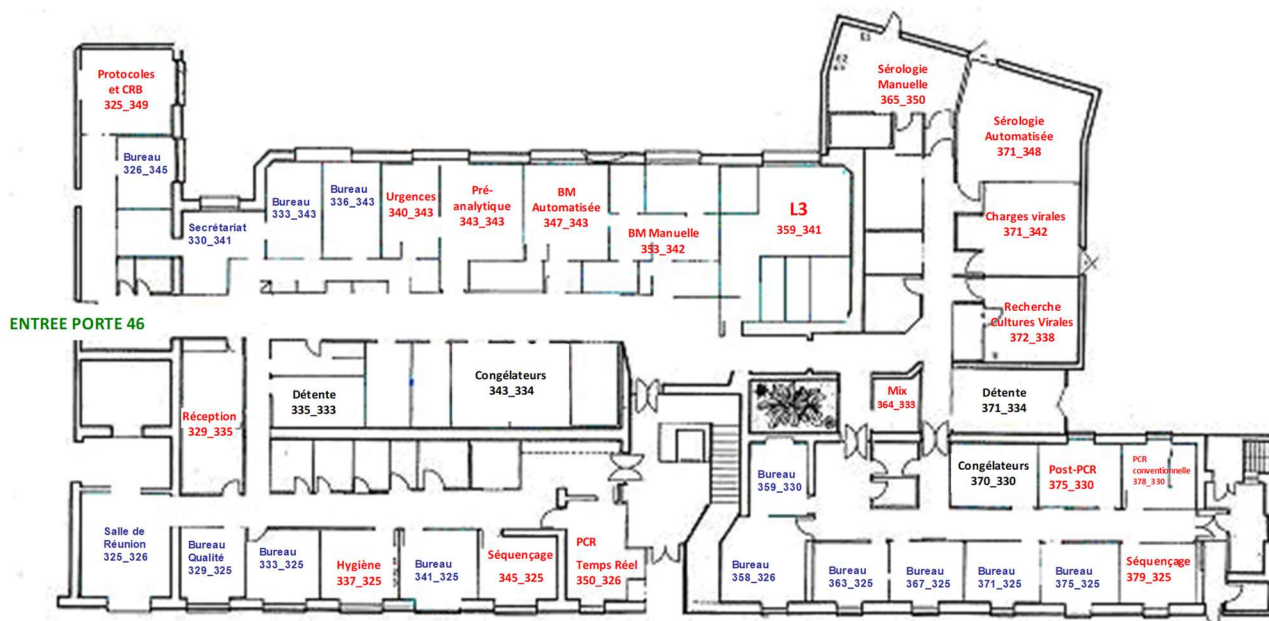 Protocoles
et CRB
325_349
Bureau
326_345
Secrétariat
330_341
Bureau
333_343
Bureau
336_343
Urgences
340_343
Pré-
analytique
343_343
BM
Automatisée
347_343
BM Manuelle
353_342
L3
359_341
Sérologie
Manuelle
365_350
Sérologie
Automatisée
371_348
Charges virales
371_342
Recherche
Cultures Virales
372_338
ENTREE PORTE 46
Réception
329_335
Détente
335_333
Congélateurs
343_334
Mix
364_333
Détente
371_334
Bureau
359_330
Congélateurs
370_330
Post-PCR
375_330
PCR
conventionnelle
378_330
Salle de
Réunion
325_326
Bureau
Qualité
329_325
Bureau
333_325
Hygiène
337_325
Bureau
341_325
Séquençage
345_325
PCR
Temps Réel
350_326
Bureau
358_326
Bureau
363_325
Bureau
367_325
Bureau
371_325
Bureau
375_325
Séquençage
379_325